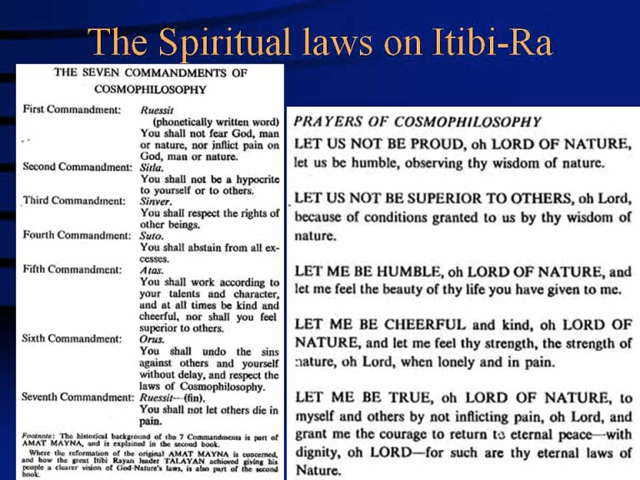 The Spiritual laws on Itibi-Ra
THE SEVEN COMMANDMENTS OF
COSMOPHILOSOPHY
First Commandment: Ruessit
(phonetically written word)
You shall not fear God, man
or nature, nor inflict pain on
God, man or nature.
Second Commandment: Sitla.
You shall not be a hypocrite
to yourself or to others.
Third Commandment: Sinver.
You shall respect the rights of
other beings.
Fourth Commandment: Suto.
You shall abstain from all ex-
cesses.
Fifth Commandment: Atas.
You shall work according to
your talents and character,
and at all times be kind and
cheerful, nor shall you feel
superior to others.
Sixth Commandment: Orus.
You shall undo the sins
against others and yourself
without delay, and respect the
laws of Cosmophilosophy.
Seventh Commandment: Ruessit—(fin).
You shall not let others die in
pain.
Footnote: The historical background of the 7 Commandments is part of
AMAT MAYNA, and is explained in the second book.
Where the reformation of the original AMAT MAYNA is concerned,
and how the great Itibi Rayan leader TALAYAN achieved giving his
people a clearer vision of God-Nature's laws, is also part of the second
book.
PRAYERS OF COSMOPHILOSOPHY
LET US NOT BE PROUD, oh LORD OF NATURE,
let us be humble, observing thy wisdom of nature.
LET US NOT BE SUPERIOR TO OTHERS, oh Lord,
because of conditions granted to us by thy wisdom of
nature.
LET ME BE HUMBLE, oh LORD OF NATURE, and
let me feel the beauty of thy life you have given to me.
LET ME BE CHEERFUL and kind, oh LORD OF
NATURE, and let me feel thy strength, the strength of
nature, oh Lord, when lonely and in pain.
LET ME BE TRUE, oh LORD OF NATURE, to
myself and others by not inflicting pain, oh Lord, and
grant me the courage to return to eternal peace—with
dignity, oh LORD—for such are thy eternal laws of
Nature.